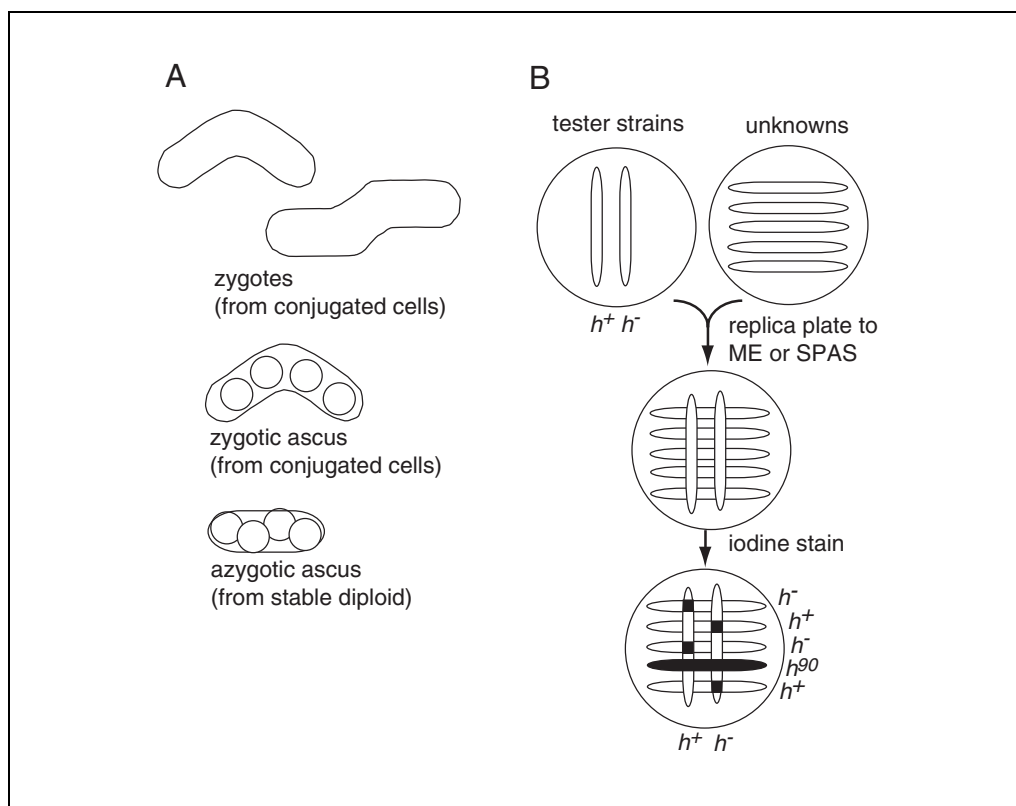 A
zygotes
(from conjugated cells)
zygotic ascus
(from conjugated cells)
azygotic ascus
(from stable diploid)
B
tester strains
unknowns
h+ h-
replica plate to
ME or SPAS
iodine stain
h-
h+
h-
h90
h+
h+ h-